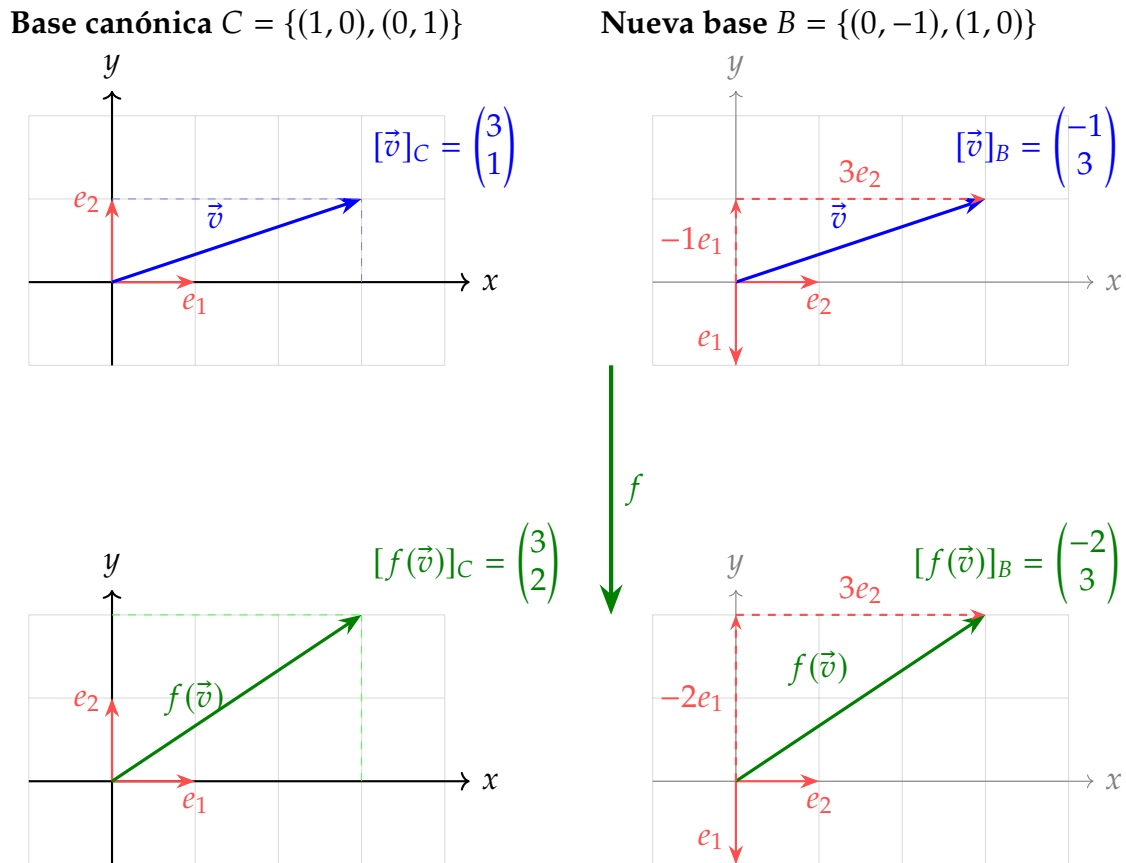 Base canónica C = {(1, 0), (0, 1)}
Nueva base B = {(0, −1), (1, 0)}
y
[v⃗]_C = (3 1)
e₂
v⃗
e₁
x
y
[v⃗]_B = (−1 3)
3e₂
v⃗
−1e₁
e₂
x
e₁
f
y
[f(v⃗)]_C = (3 2)
e₂
f(v⃗)
e₁
x
y
[f(v⃗)]_B = (−2 3)
3e₂
f(v⃗)
−2e₁
e₂
x
e₁